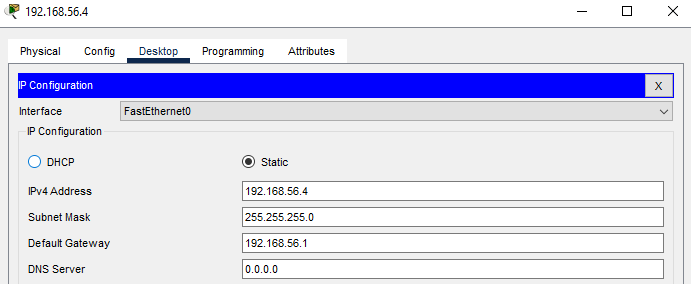 192.168.56.4
Physical Config Desktop Programming Attributes
IP Configuration X
Interface FastEthernet0
IP Configuration
DHCP Static
IPv4 Address 192.168.56.4
Subnet Mask 255.255.255.0
Default Gateway 192.168.56.1
DNS Server 0.0.0.0